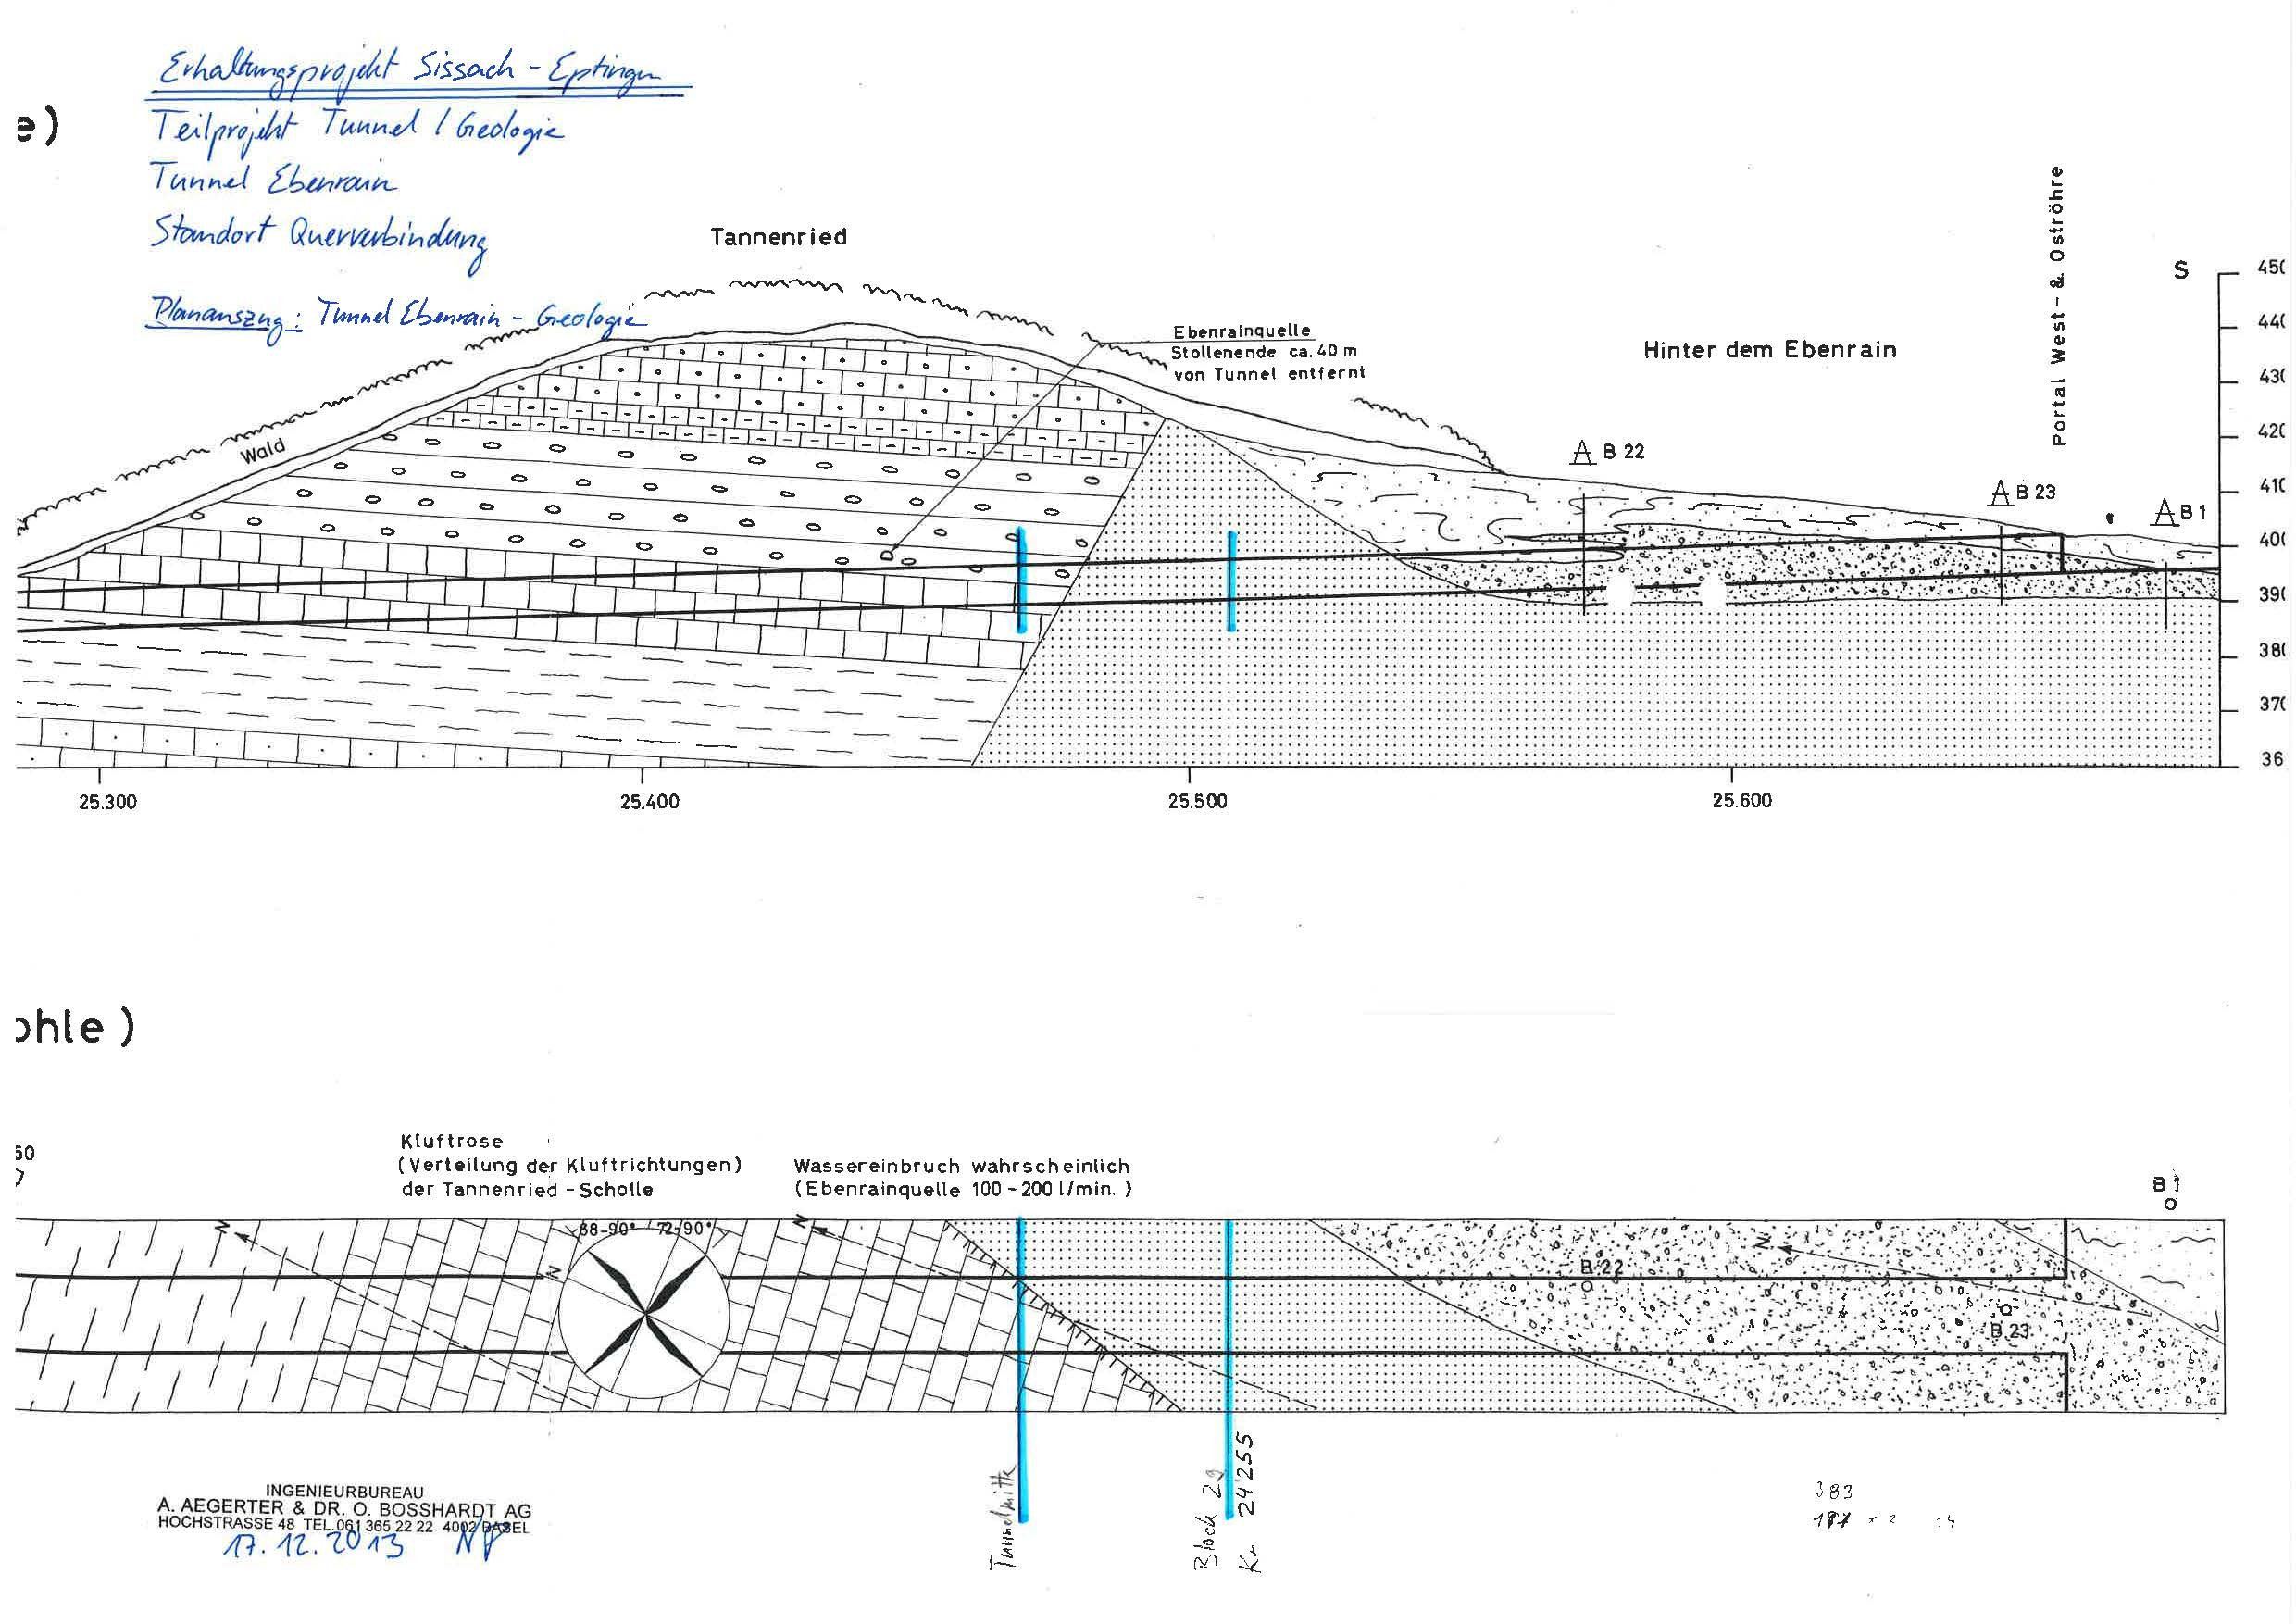 Erhaltungsprojekt Sissach - Eptingen
Teilprojekt Tunnel / Geologie
Tunnel Ebenrain
Standort Querverbindung
Planauszug: Tunnel Ebenrain - Geologie
e)
Tannenried
Wald
Ebenrainquelle
Stollenende ca. 40 m
von Tunnel entfernt
Hinter dem Ebenrain
Portal West- & Oströhre
S
B 22
B 23
B 1
450
440
430
420
410
400
390
380
370
36
25.300
25.400
25.500
25.600
ohle )
60
Kluftrose
(Verteilung der Kluftrichtungen)
der Tannenried - Scholle
Wassereinbruch wahrscheinlich
(Ebenrainquelle 100 - 200 l/min. )
B 1
N
88-90° 72-90°
N
N
N
B 22
B 23
Tunnelmitte
Block 29
Km 24'255
INGENIEURBUREAU
A. AEGERTER & DR. O. BOSSHARDT AG
HOCHSTRASSE 48 TEL. 061 365 22 22 4002 BASEL
17.12.2013
383